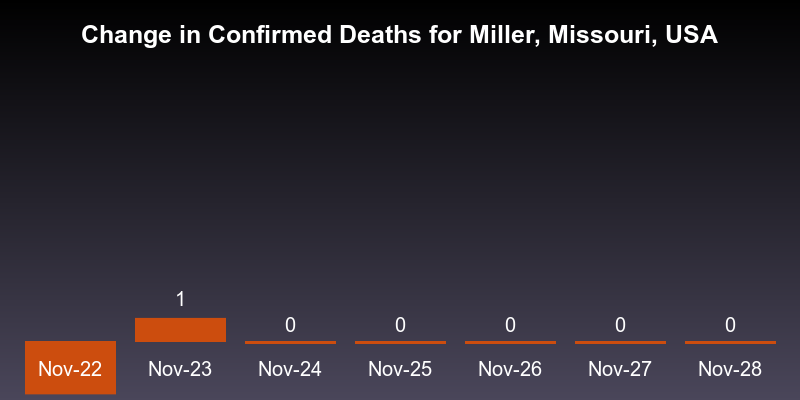 Change in Confirmed Deaths for Miller, Missouri, USA
1
0 0 0 0 0
Nov-22 Nov-23 Nov-24 Nov-25 Nov-26 Nov-27 Nov-28